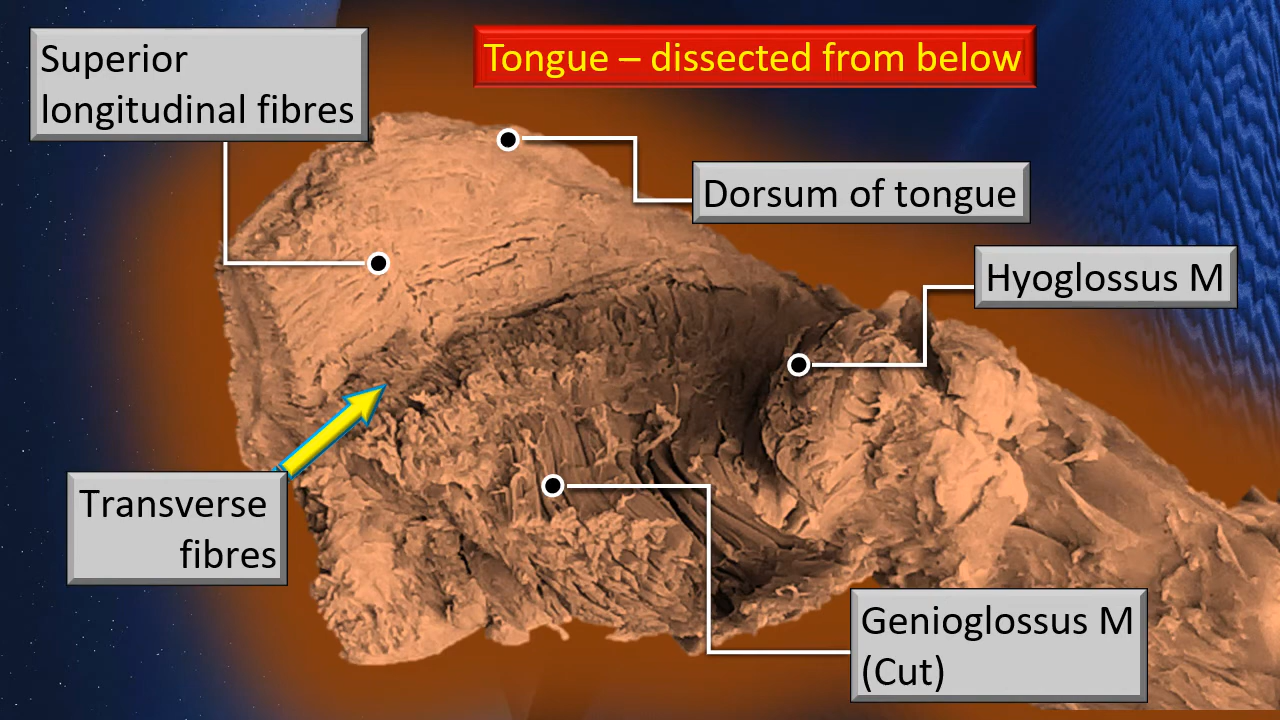 Superior
longitudinal fibres
Tongue – dissected from below
Dorsum of tongue
Hyoglossus M
Transverse
fibres
Genioglossus M
(Cut)